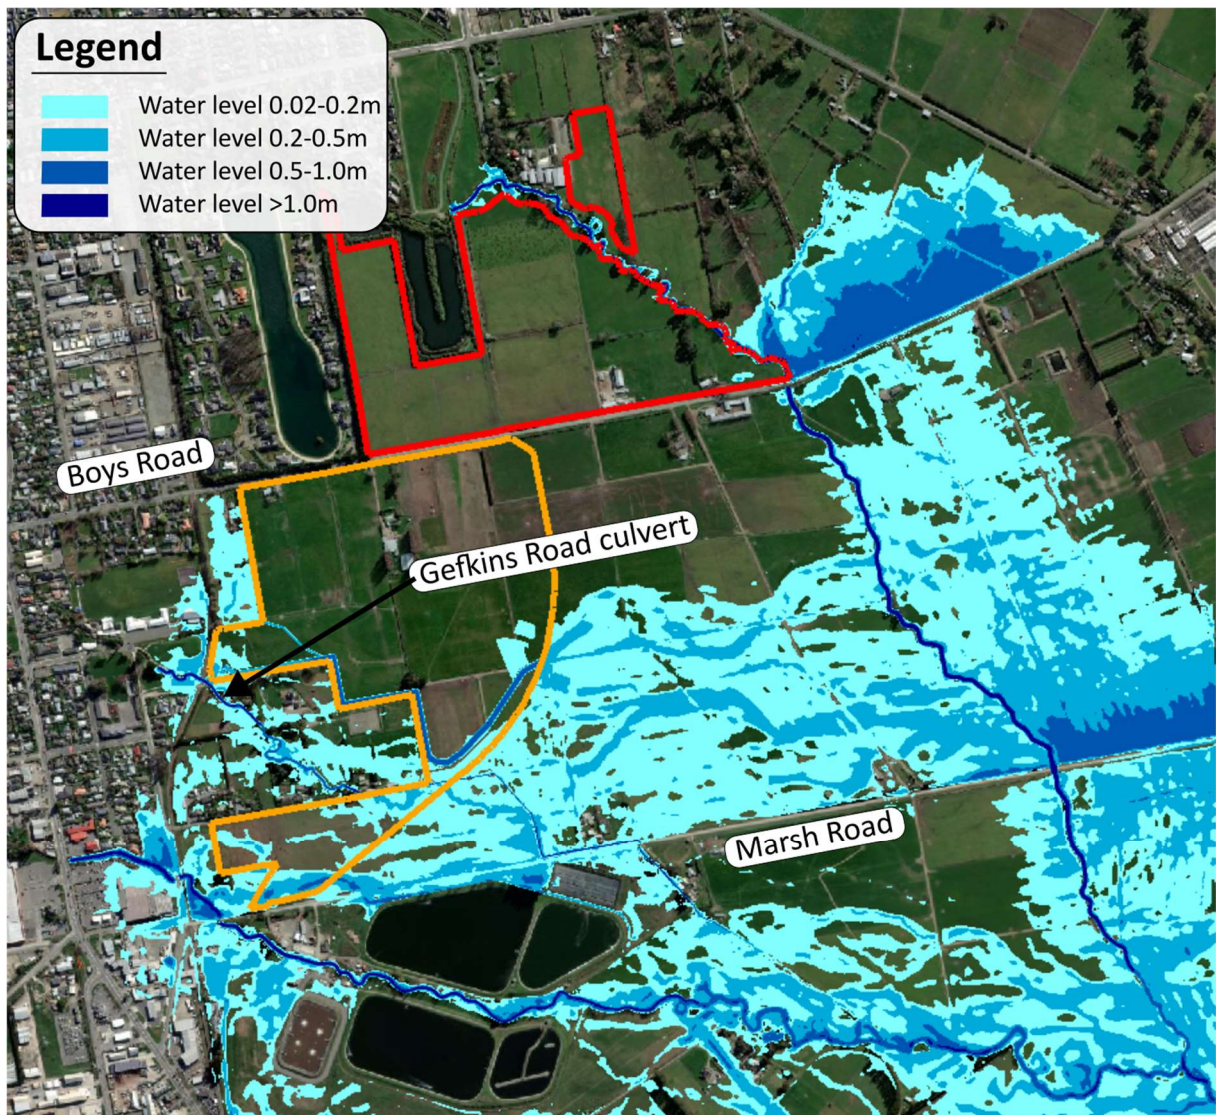 Legend
Water level 0.02-0.2m
Water level 0.2-0.5m
Water level 0.5-1.0m
Water level >1.0m
Boys Road
Gefkins Road culvert
Marsh Road